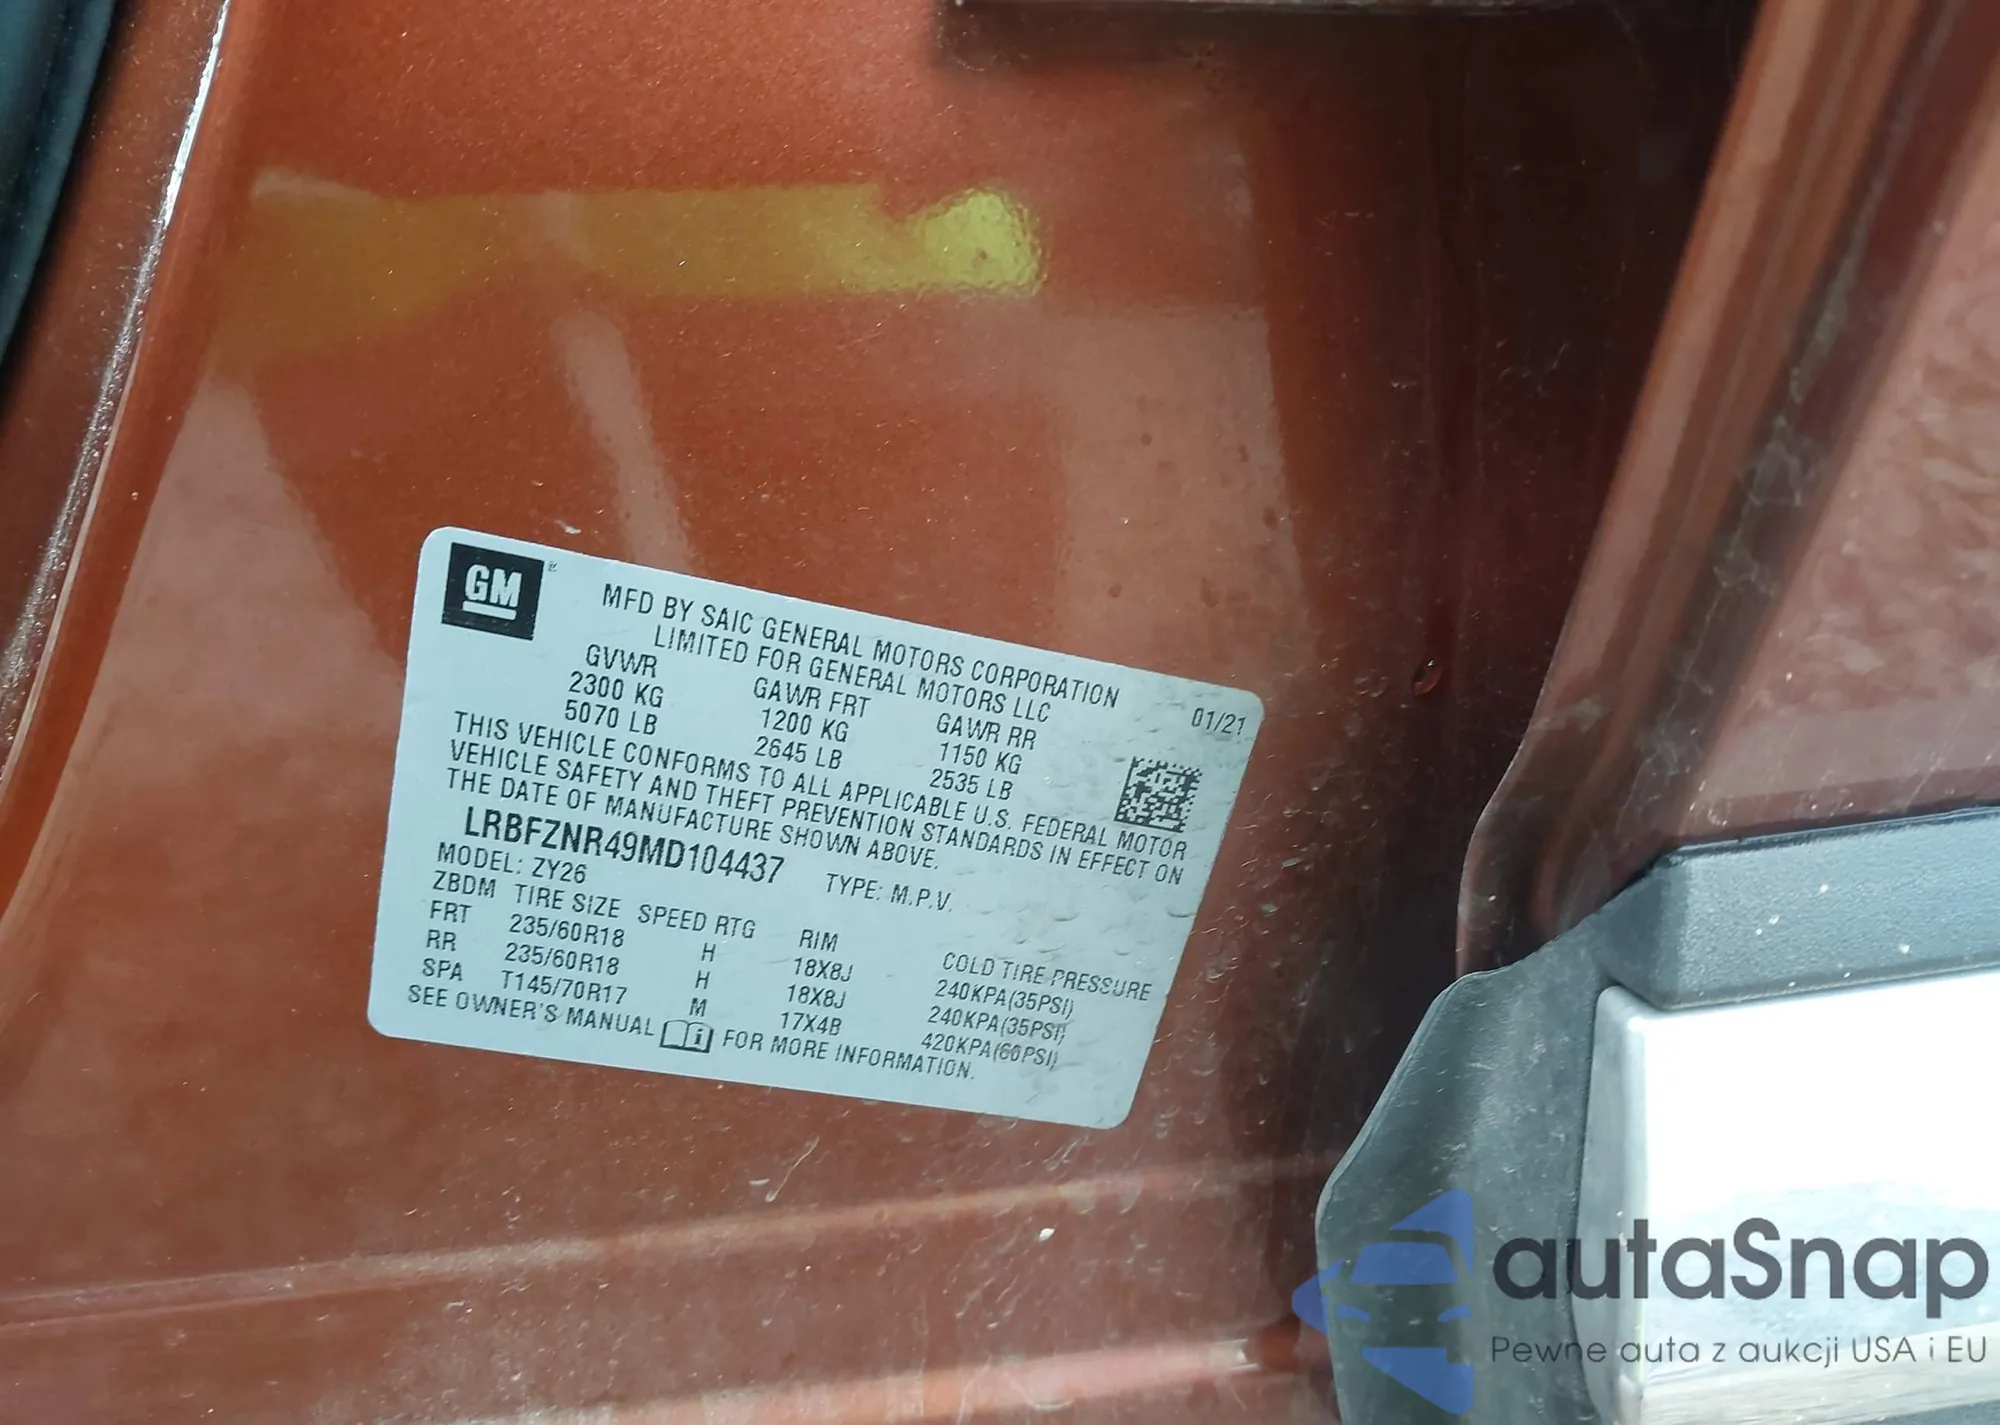 GM
MFD BY SAIC GENERAL MOTORS CORPORATION
LIMITED FOR GENERAL MOTORS LLC
01/21
GVWR GAWR FRT GAWR RR
2300 KG 1200 KG 1150 KG
5070 LB 2645 LB 2535 LB
THIS VEHICLE CONFORMS TO ALL APPLICABLE U.S. FEDERAL MOTOR
VEHICLE SAFETY AND THEFT PREVENTION STANDARDS IN EFFECT ON
THE DATE OF MANUFACTURE SHOWN ABOVE.
LRBFZNR49MD104437 TYPE: M.P.V.
MODEL: ZY26
ZBDM TIRE SIZE SPEED RTG RIM COLD TIRE PRESSURE
FRT 235/60R18 H 18X8J 240KPA(35PSI)
RR 235/60R18 H 18X8J 240KPA(35PSI)
SPA T145/70R17 M 17X4B 420KPA(60PSI)
SEE OWNER'S MANUAL i FOR MORE INFORMATION.
autaSnap
Pewne auta z aukcji USA i EU